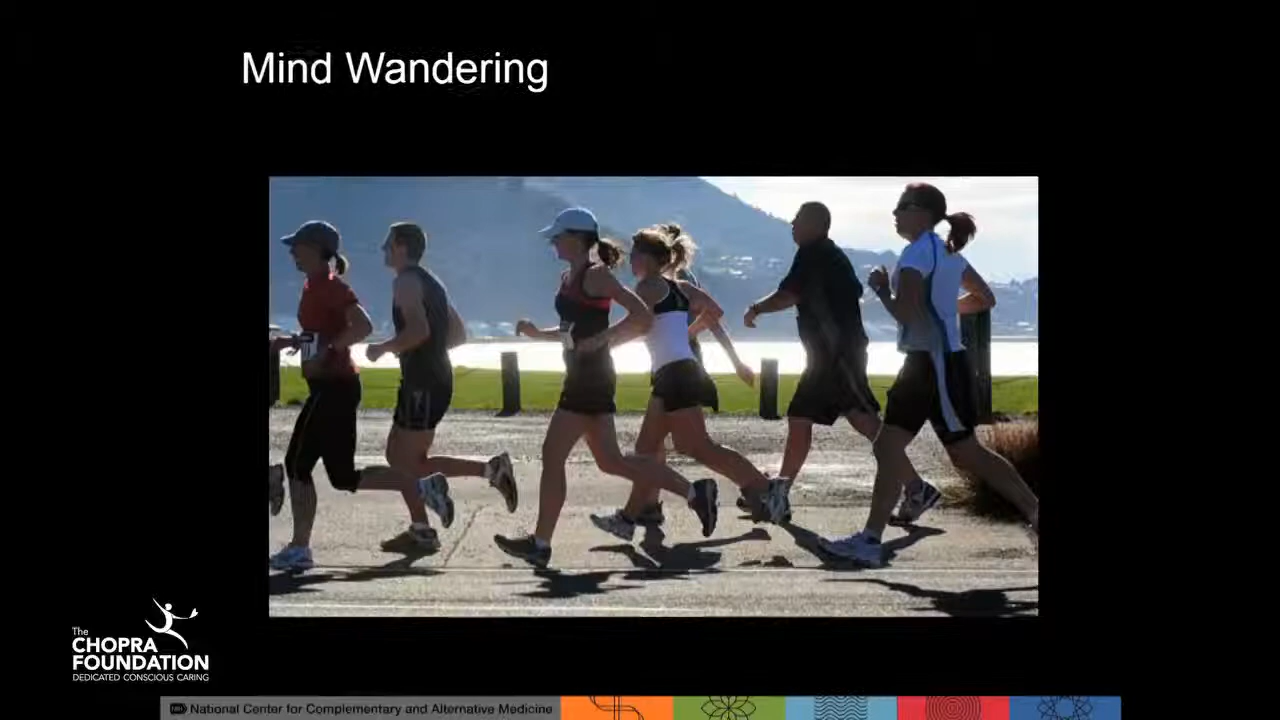 Mind Wandering
The
CHOPRA
FOUNDATION
DEDICATED CONSCIOUS CARING
National Center for Complementary and Alternative Medicine